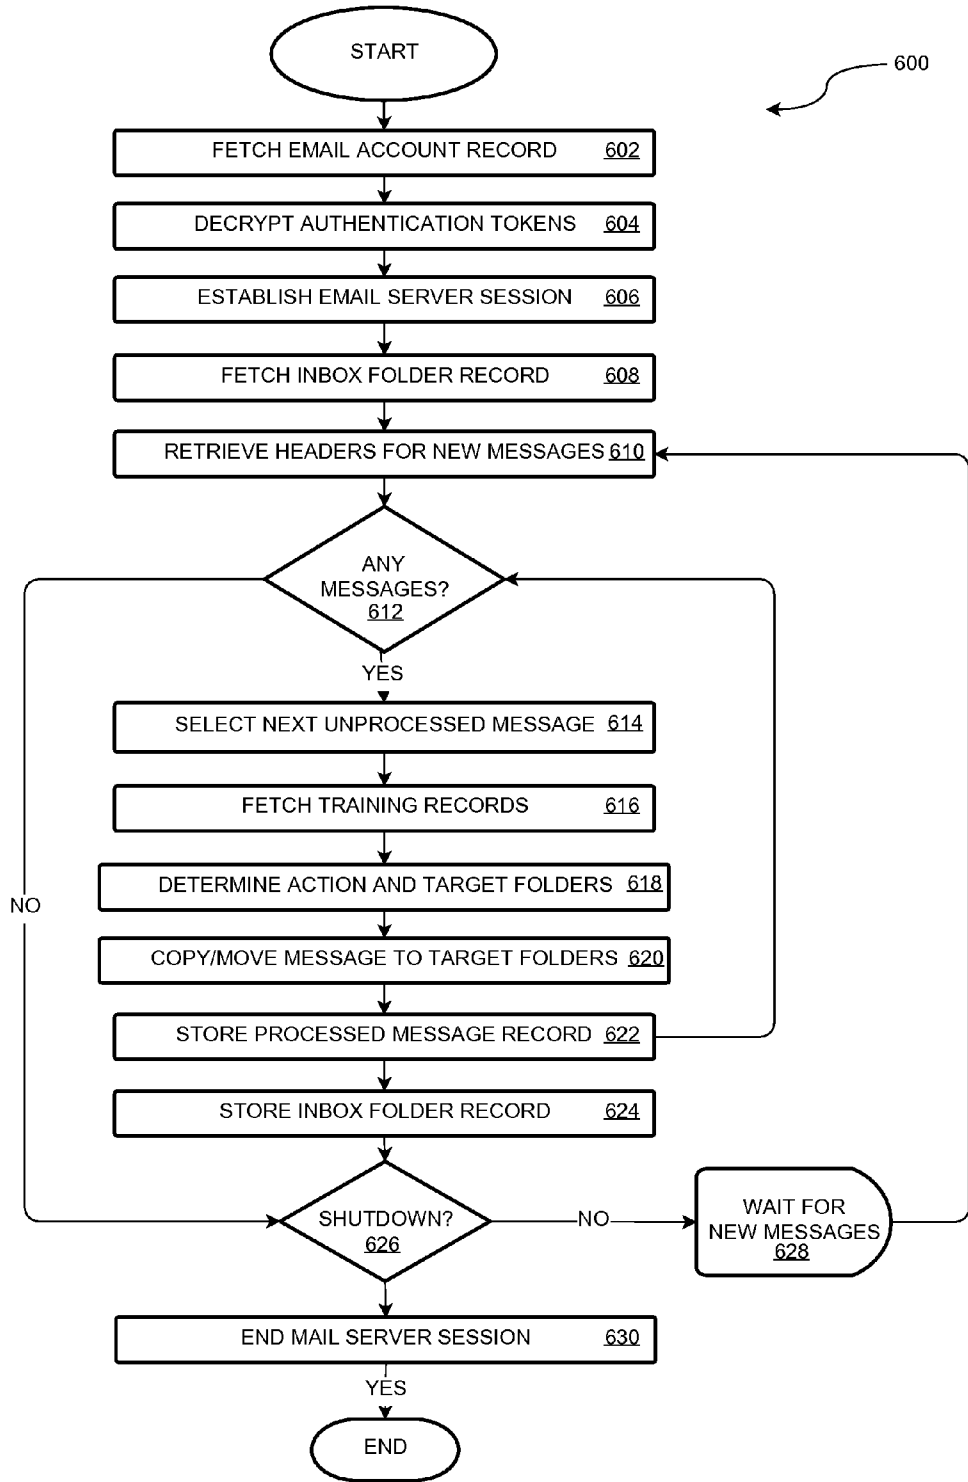 START
600
FETCH EMAIL ACCOUNT RECORD 602
DECRYPT AUTHENTICATION TOKENS 604
ESTABLISH EMAIL SERVER SESSION 606
FETCH INBOX FOLDER RECORD 608
RETRIEVE HEADERS FOR NEW MESSAGES 610
ANY
MESSAGES?
612
YES
SELECT NEXT UNPROCESSED MESSAGE 614
FETCH TRAINING RECORDS 616
DETERMINE ACTION AND TARGET FOLDERS 618
NO
COPY/MOVE MESSAGE TO TARGET FOLDERS 620
STORE PROCESSED MESSAGE RECORD 622
STORE INBOX FOLDER RECORD 624
SHUTDOWN?
626
NO
WAIT FOR
NEW MESSAGES
628
END MAIL SERVER SESSION 630
YES
END